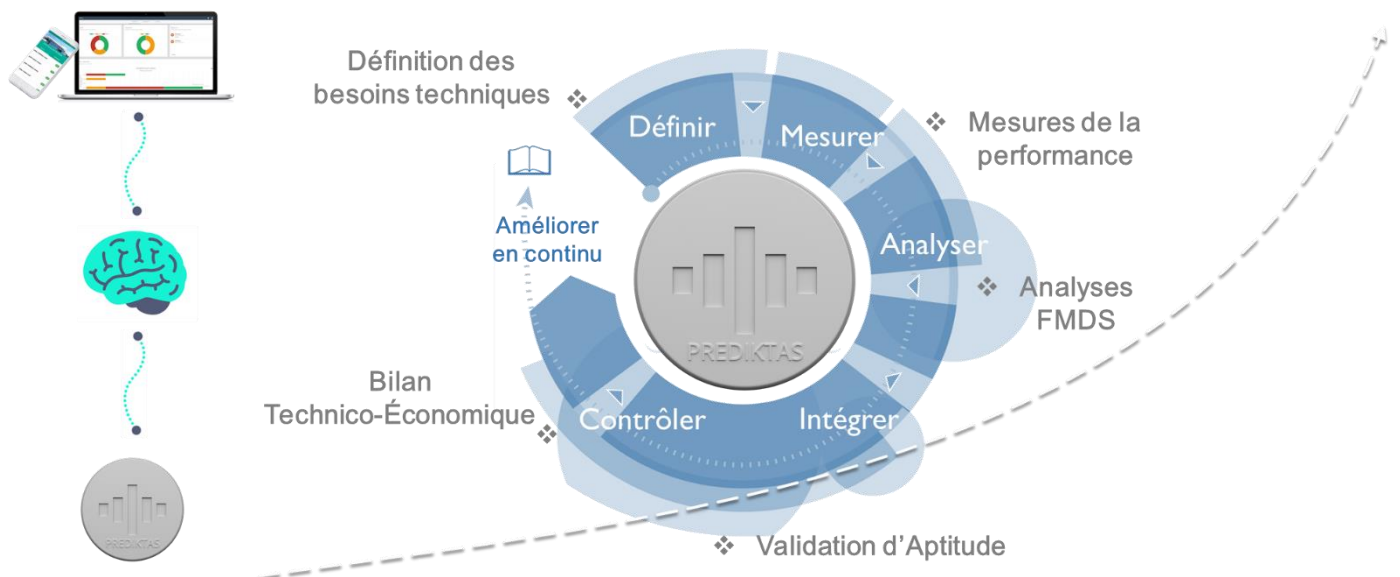 Définition des
besoins techniques
Définir
Mesurer
Mesures de la
performance
Améliorer
en continu
Analyser
Analyses
FMDS
PREDIKTAS
Bilan
Technico-Économique
Contrôler
Intégrer
Validation d'Aptitude
PREDIKTAS